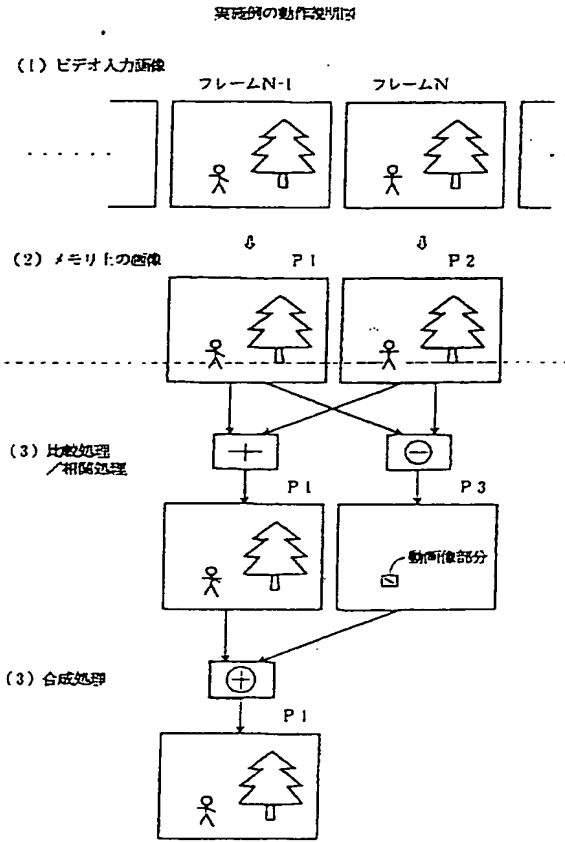 実施例の動作説明図
(1) ビデオ入力画像
フレームN-1 フレームN
(2) メモリ上の画像
P1 P2
(3) 比較処理
/相関処理
P1 P3
動画像部分
(3) 合成処理
P1